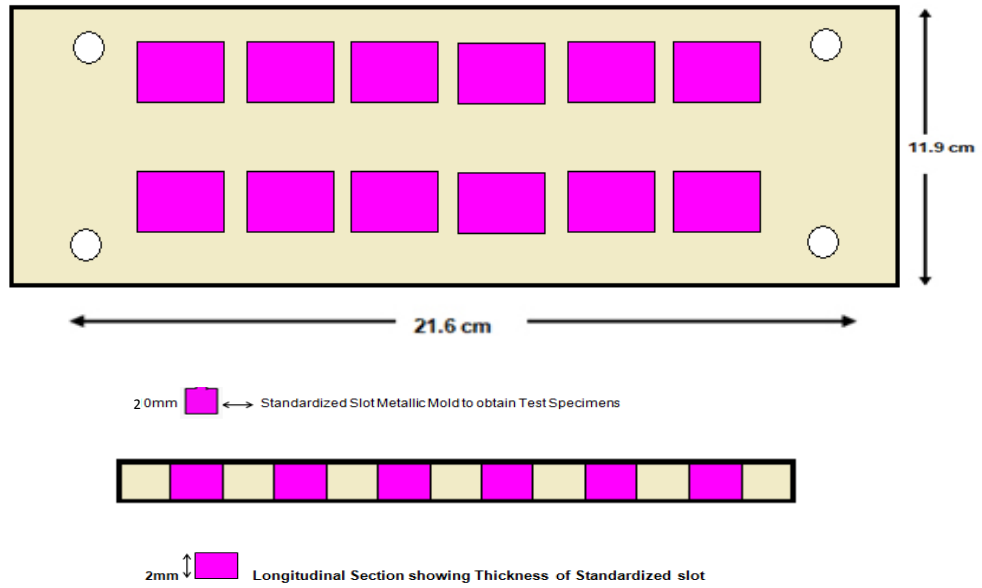 11.9 cm
21.6 cm
20mm Standardized Slot Metallic Mold to obtain Test Specimens
2mm Longitudinal Section showing Thickness of Standardized slot